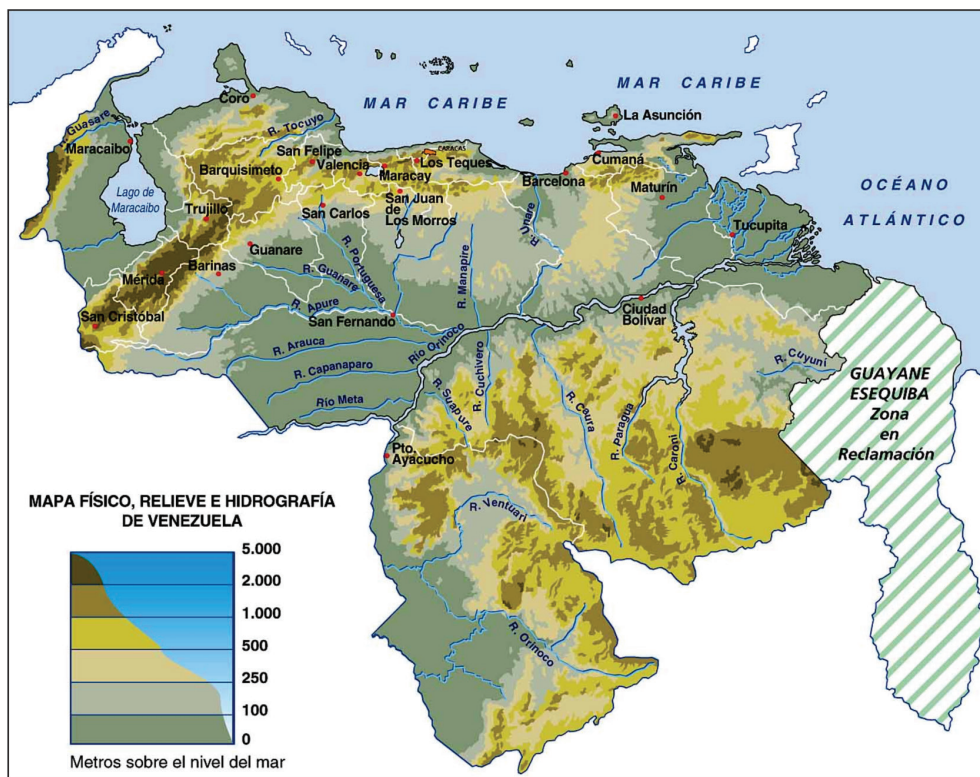 MAR CARIBE
MAR CARIBE
OCÉANO
ATLÁNTICO
Coro
La Asunción
R. Guasare
Maracaibo
R. Tocuyo
San Felipe
Valencia
CARACAS
Los Teques
Maracay
Cumaná
Barcelona
Barquisimeto
Maturín
Lago de
Maracaibo
San Juan
de
Los Morros
San Carlos
Trujillo
Tucupita
R. Unare
Guanare
R. Portuguesa
R. Manapire
Mérida
Barinas
R. Guanare
R. Apure
San Fernando
Ciudad
Bolívar
San Cristóbal
R. Arauca
Río Orinoco
R. Capanaparo
R. Cuchivero
R. Cuyuni
Río Meta
R. Suapure
R. Caura
R. Paragua
R. Caroni
GUAYANE
ESEQUIBA
Zona
en
Reclamación
Pto.
Ayacucho
R. Ventuari
R. Orinoco
MAPA FÍSICO, RELIEVE E HIDROGRAFÍA
DE VENEZUELA
5.000
2.000
1.000
500
250
100
0
Metros sobre el nivel del mar